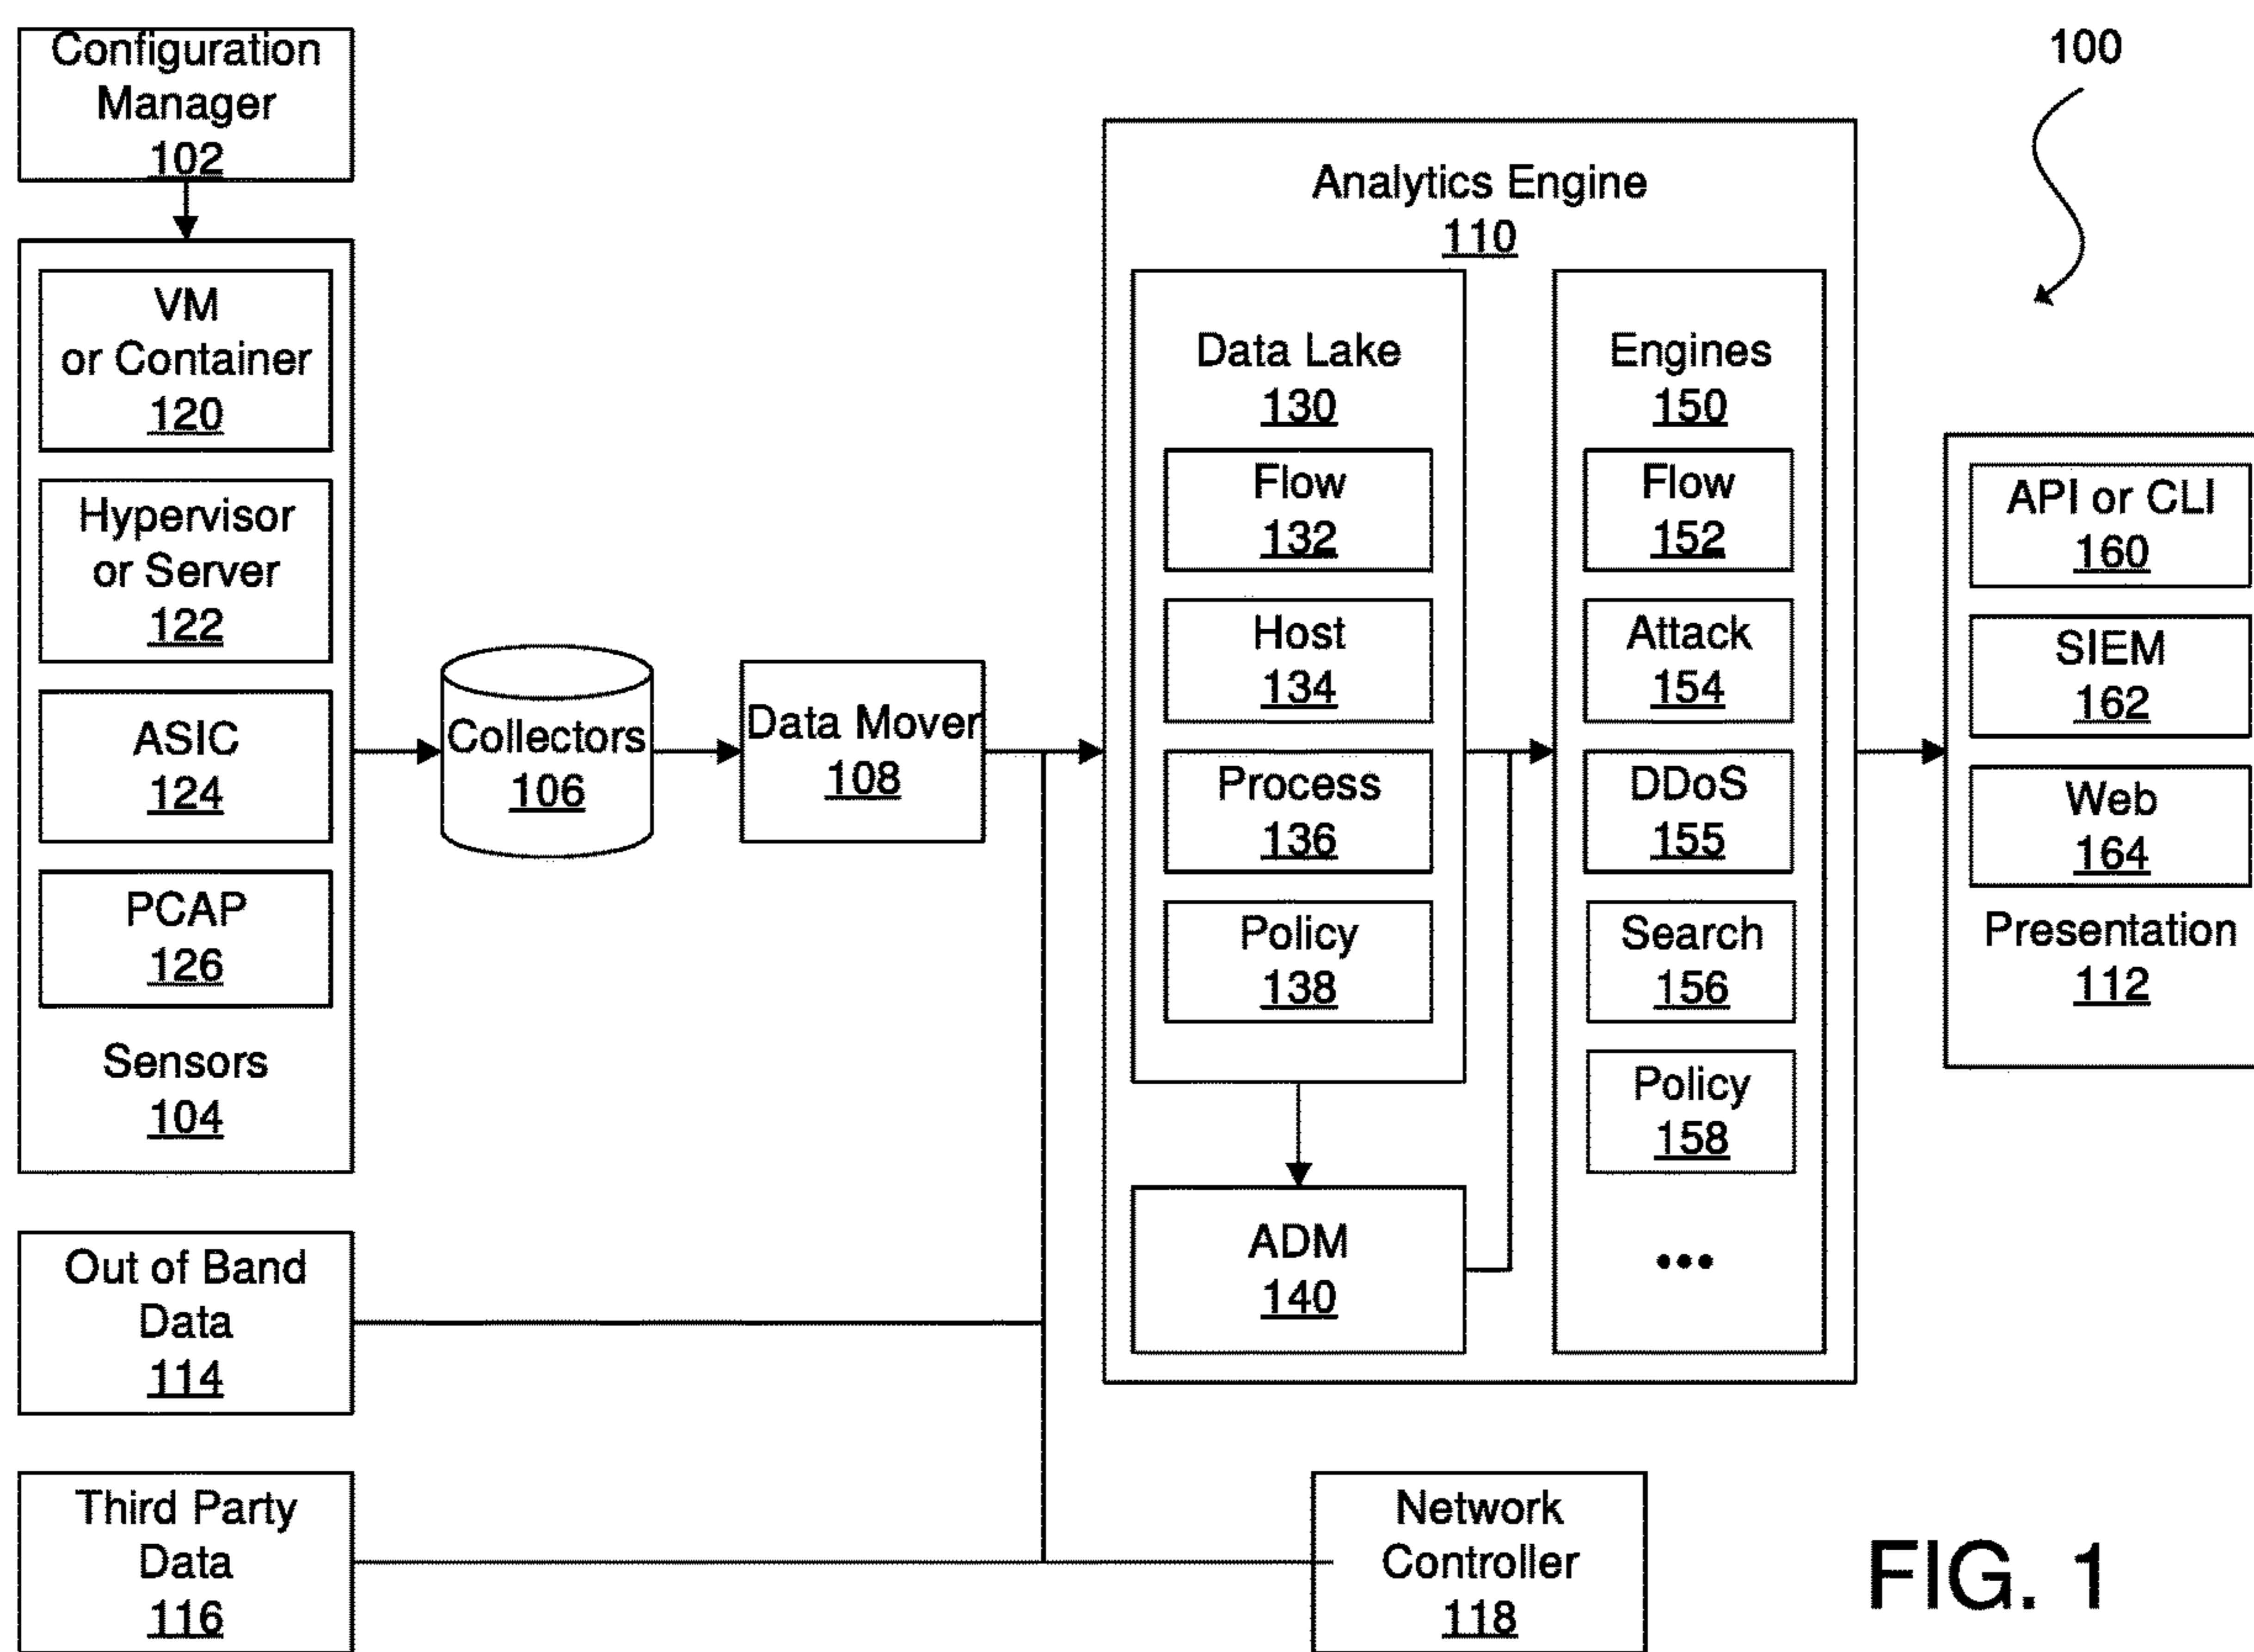 Configuration
Manager
102
100
VM
or Container
120
Hypervisor
or Server
122
ASIC
124
PCAP
126
Sensors
104
Collectors
106
Data Mover
108
Analytics Engine
110
Data Lake
130
Flow
132
Host
134
Process
136
Policy
138
ADM
140
Engines
150
Flow
152
Attack
154
DDoS
155
Search
156
Policy
158
•••
API or CLI
160
SIEM
162
Web
164
Presentation
112
Out of Band
Data
114
Third Party
Data
116
Network
Controller
118
FIG. 1